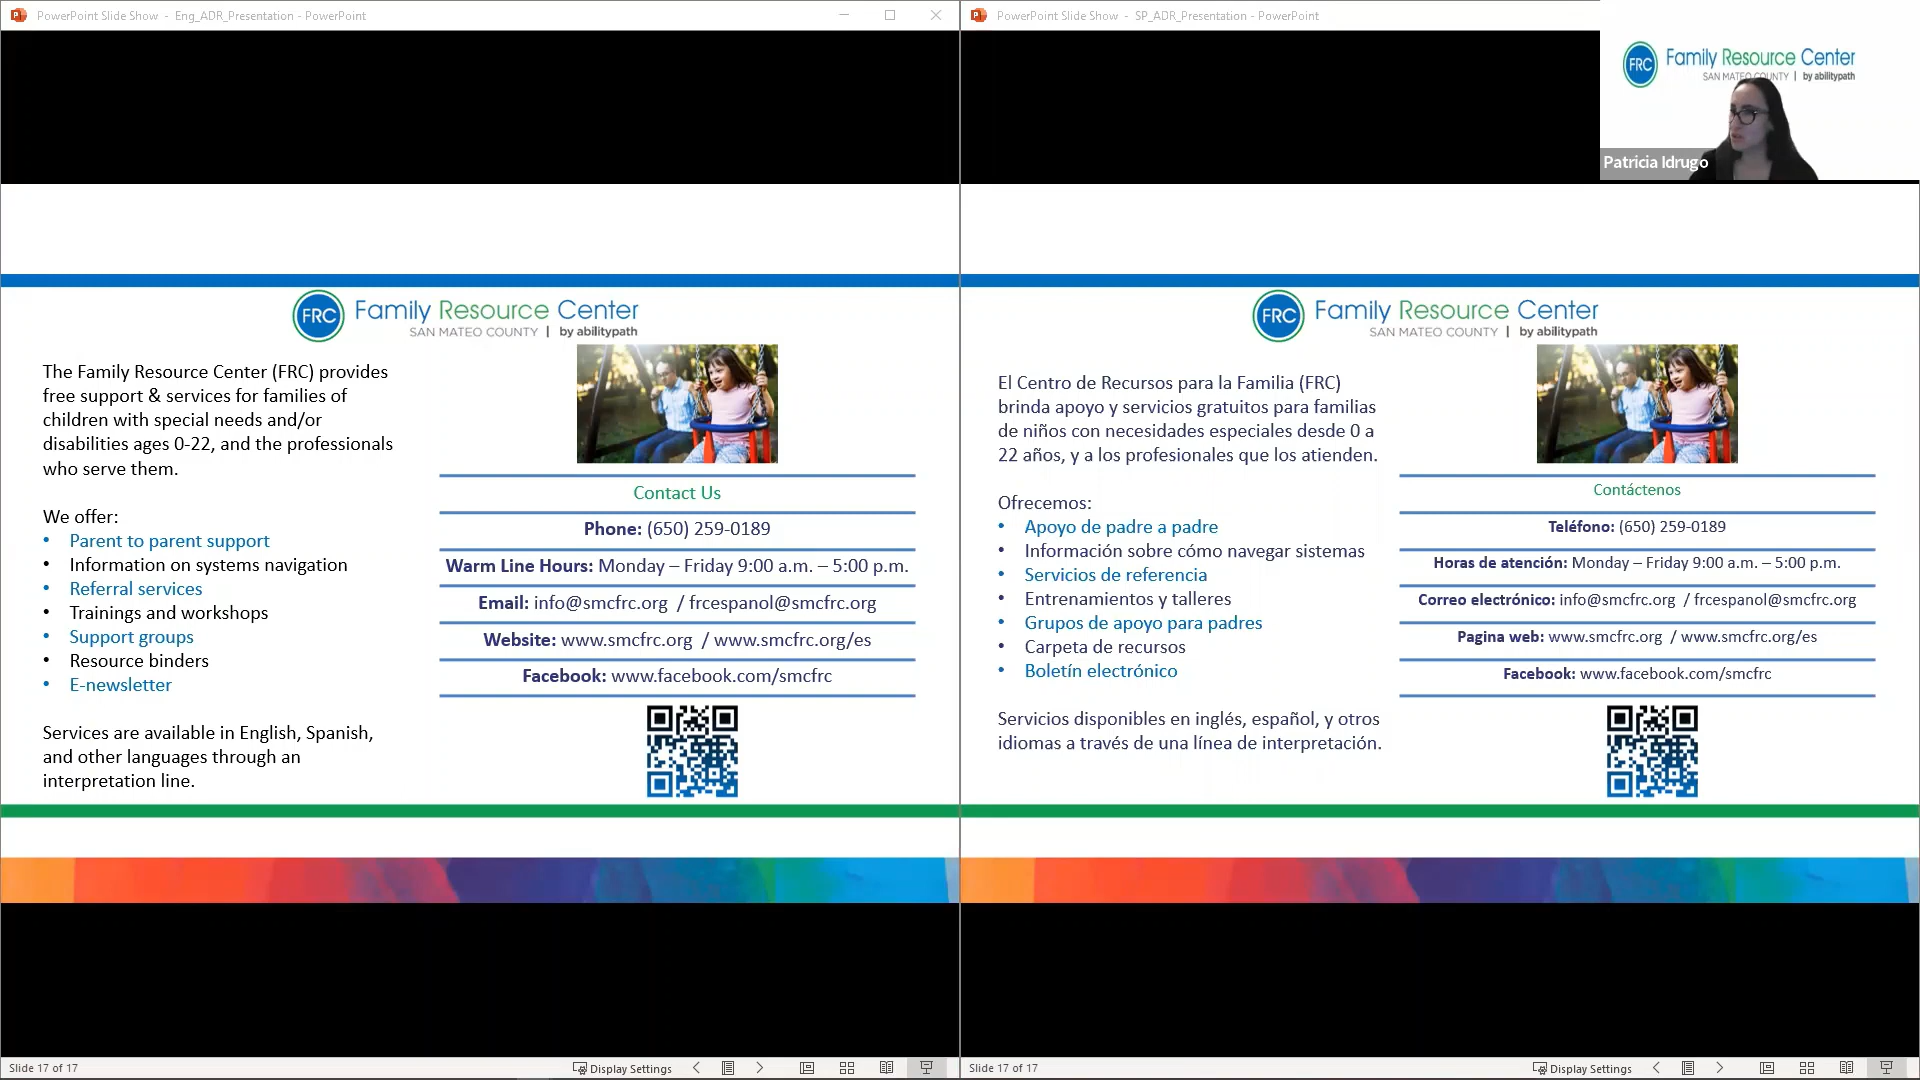 PowerPoint Slide Show - Eng_ADR_Presentation - PowerPoint
FRC
Family Resource Center
SAN MATEO COUNTY | by abilitypath
The Family Resource Center (FRC) provides
free support & services for families of
children with special needs and/or
disabilities ages 0-22, and the professionals
who serve them.
We offer:
• Parent to parent support
• Information on systems navigation
• Referral services
• Trainings and workshops
• Support groups
• Resource binders
• E-newsletter
Services are available in English, Spanish,
and other languages through an
interpretation line.
Contact Us
Phone: (650) 259-0189
Warm Line Hours: Monday – Friday 9:00 a.m. – 5:00 p.m.
Email: info@smcfrc.org / frcespanol@smcfrc.org
Website: www.smcfrc.org / www.smcfrc.org/es
Facebook: www.facebook.com/smcfrc
Slide 17 of 17
Display Settings
PowerPoint Slide Show - SP_ADR_Presentation - PowerPoint
FRC
Family Resource Center
SAN MATEO COUNTY | by abilitypath
Patricia Idrugo
FRC
Family Resource Center
SAN MATEO COUNTY | by abilitypath
El Centro de Recursos para la Familia (FRC)
brinda apoyo y servicios gratuitos para familias
de niños con necesidades especiales desde 0 a
22 años, y a los profesionales que los atienden.
Ofrecemos:
• Apoyo de padre a padre
• Información sobre cómo navegar sistemas
• Servicios de referencia
• Entrenamientos y talleres
• Grupos de apoyo para padres
• Carpeta de recursos
• Boletín electrónico
Servicios disponibles en inglés, español, y otros
idiomas a través de una línea de interpretación.
Contáctenos
Teléfono: (650) 259-0189
Horas de atención: Monday – Friday 9:00 a.m. – 5:00 p.m.
Correo electrónico: info@smcfrc.org / frcespanol@smcfrc.org
Pagina web: www.smcfrc.org / www.smcfrc.org/es
Facebook: www.facebook.com/smcfrc
Slide 17 of 17
Display Settings